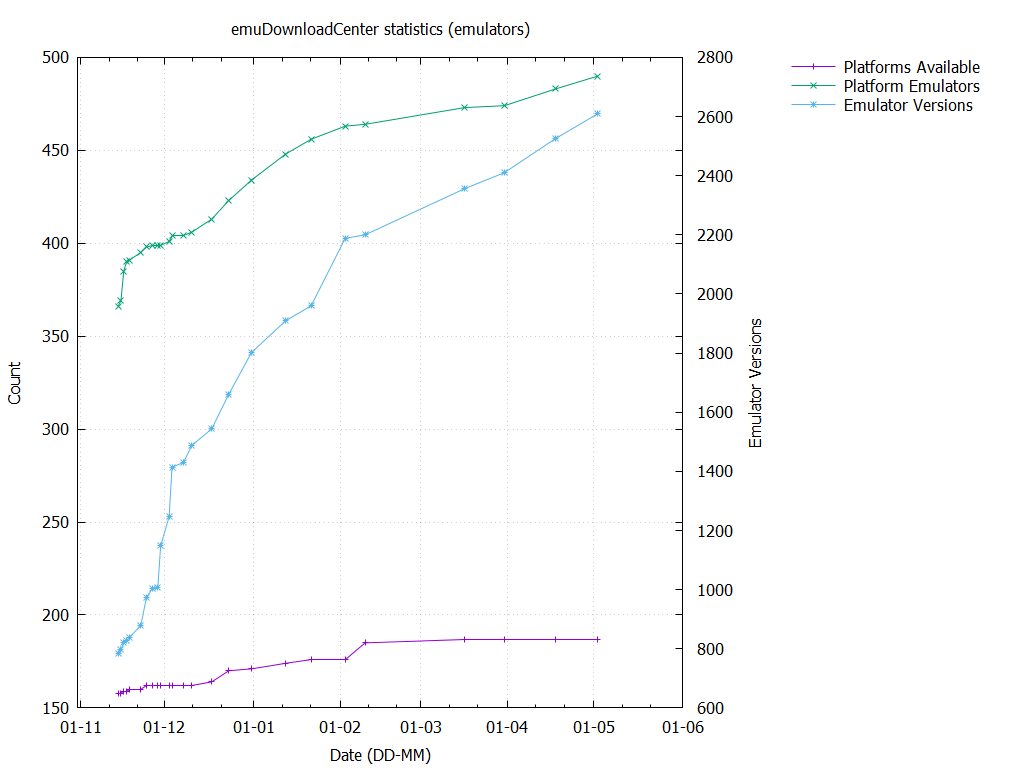 emuDownloadCenter statistics (emulators)
Platforms Available
Platform Emulators
Emulator Versions
500
450
400
350
300
250
200
150
Count
2800
2600
2400
2200
2000
1800
1600
1400
1200
1000
800
600
Emulator Versions
01-11 01-12 01-01 01-02 01-03 01-04 01-05 01-06
Date (DD-MM)